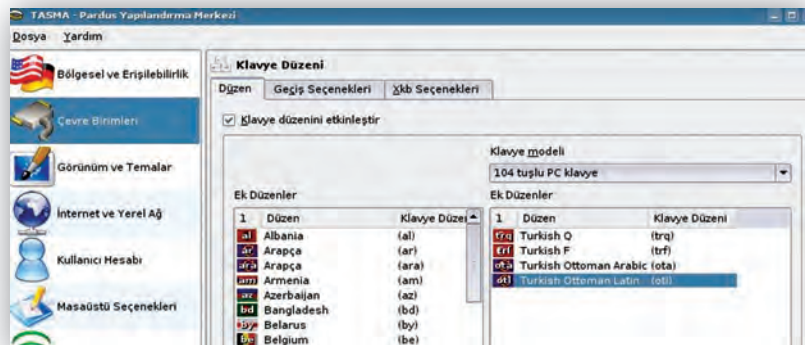 TASMA - Pardus Yapılandırma Merkezi
Dosya Yardım
Bölgesel ve Erişilebilirlik
Çevre Birimleri
Görünüm ve Temalar
İnternet ve Yerel Ağ
Kullanıcı Hesabı
Masaüstü Seçenekleri
Klavye Düzeni
Düzen Geçiş Seçenekleri Xkb Seçenekleri
Klavye düzenini etkinleştir
Klavye modeli
104 tuşlu PC klavye
Ek Düzenler
1 Düzen Klavye Düzen
al Albania (al)
ar Arapça (ar)
ara Arapça (ara)
am Armenia (am)
az Azerbaijan (az)
bd Bangladesh (bd)
by Belarus (by)
be Belgium (be)
Ek Düzenler
1 Düzen Klavye Düzeni
trq Turkish Q (trq)
trf Turkish F (trf)
ota Turkish Ottoman Arabic (ota)
otl Turkish Ottoman Latin (otl)